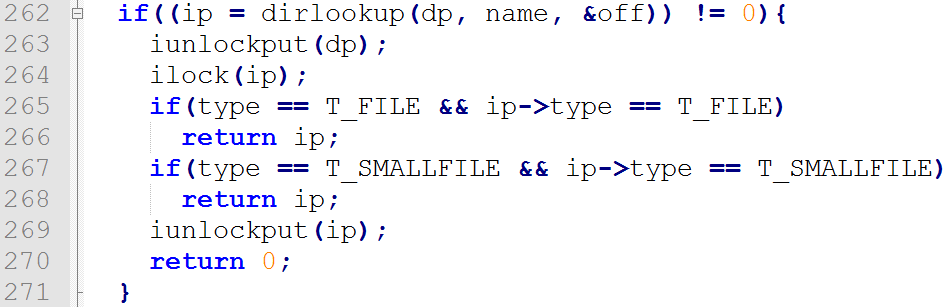 262 if((ip = dirlookup(dp, name, &off)) != 0){
263 iunlockput(dp);
264 ilock(ip);
265 if(type == T_FILE && ip->type == T_FILE)
266 return ip;
267 if(type == T_SMALLFILE && ip->type == T_SMALLFILE)
268 return ip;
269 iunlockput(ip);
270 return 0;
271 }